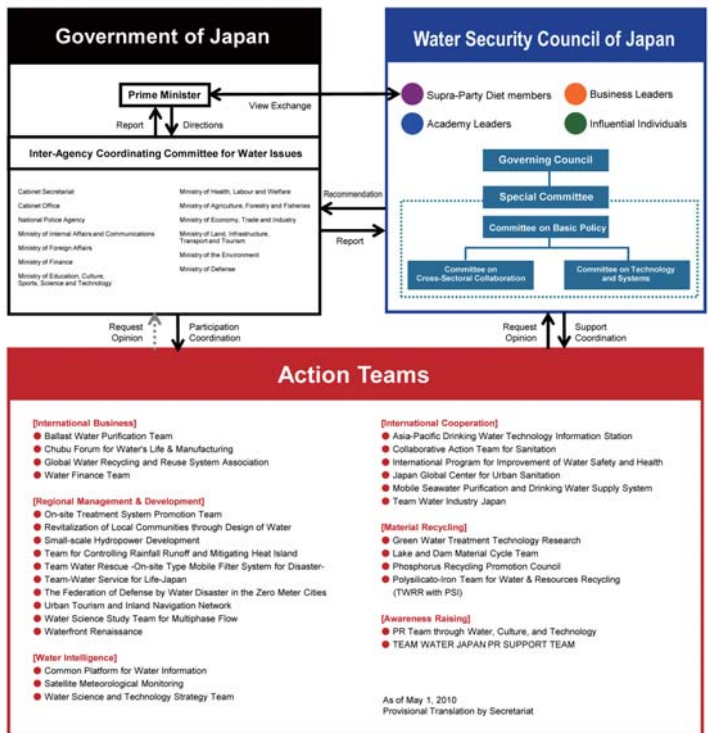 Government of Japan
Prime Minister
Report
Directions
Inter-Agency Coordinating Committee for Water Issues
Cabinet Secretariat
Cabinet Office
National Police Agency
Ministry of Internal Affairs and Communications
Ministry of Foreign Affairs
Ministry of Finance
Ministry of Education, Culture,
Sports, Science and Technology
Ministry of Health, Labour and Welfare
Ministry of Agriculture, Forestry and Fisheries
Ministry of Economy, Trade and Industry
Ministry of Land, Infrastructure,
Transport and Tourism
Ministry of the Environment
Ministry of Defense
View Exchange
Recommendation
Report
Water Security Council of Japan
Supra-Party Diet members
Business Leaders
Academy Leaders
Influential Individuals
Governing Council
Special Committee
Committee on Basic Policy
Committee on
Cross-Sectoral Collaboration
Committee on Technology
and Systems
Request
Opinion
Participation
Coordination
Request
Opinion
Support
Coordination
Action Teams
[International Business]
Ballast Water Purification Team
Chubu Forum for Water's Life & Manufacturing
Global Water Recycling and Reuse System Association
Water Finance Team
[Regional Management & Development]
On-site Treatment System Promotion Team
Revitalization of Local Communities through Design of Water
Small-scale Hydropower Development
Team for Controlling Rainfall Runoff and Mitigating Heat Island
Team Water Rescue -On-site Type Mobile Filter System for Disaster-
Team-Water Service for Life-Japan
The Federation of Defense by Water Disaster in the Zero Meter Cities
Urban Tourism and Inland Navigation Network
Water Science Study Team for Multiphase Flow
Waterfront Renaissance
[Water Intelligence]
Common Platform for Water Information
Satellite Meteorological Monitoring
Water Science and Technology Strategy Team
[International Cooperation]
Asia-Pacific Drinking Water Technology Information Station
Collaborative Action Team for Sanitation
International Program for Improvement of Water Safety and Health
Japan Global Center for Urban Sanitation
Mobile Seawater Purification and Drinking Water Supply System
Team Water Industry Japan
[Material Recycling]
Green Water Treatment Technology Research
Lake and Dam Material Cycle Team
Phosphorus Recycling Promotion Council
Polysilicato-Iron Team for Water & Resources Recycling
(TWRR with PSI)
[Awareness Raising]
PR Team through Water, Culture, and Technology
TEAM WATER JAPAN PR SUPPORT TEAM
As of May 1, 2010
Provisional Translation by Secretariat